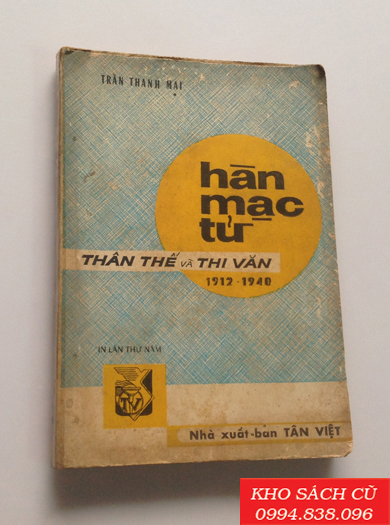 TRẦN THANH MẠI
hàn
mạc
tử
THÂN THẾ VÀ THI VĂN
1912 - 1940
IN LẦN THỨ NĂM
TV
Nhà xuất-bản TÂN VIỆT
KHO SÁCH CŨ
0994.838.096